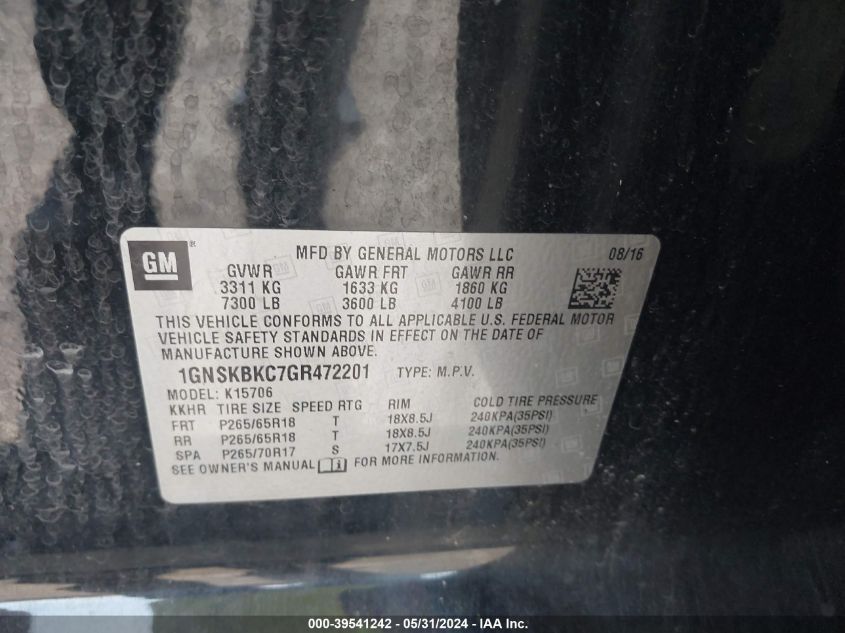 GM ® MFD BY GENERAL MOTORS LLC 08/16
GVWR GAWR FRT GAWR RR
3311 KG 1633 KG 1860 KG
7300 LB 3600 LB 4100 LB
THIS VEHICLE CONFORMS TO ALL APPLICABLE U.S. FEDERAL MOTOR
VEHICLE SAFETY STANDARDS IN EFFECT ON THE DATE OF
MANUFACTURE SHOWN ABOVE.
1GNSKBKC7GR472201 TYPE: M.P.V.
MODEL: K15706
KKHR TIRE SIZE SPEED RTG RIM COLD TIRE PRESSURE
FRT P265/65R18 T 18X8.5J 240KPA(35PSI)
RR P265/65R18 T 18X8.5J 240KPA(35PSI)
SPA P265/70R17 S 17X7.5J 240KPA(35PSI)
SEE OWNER'S MANUAL FOR MORE INFORMATION.
000-39541242 - 05/31/2024 - IAA Inc.